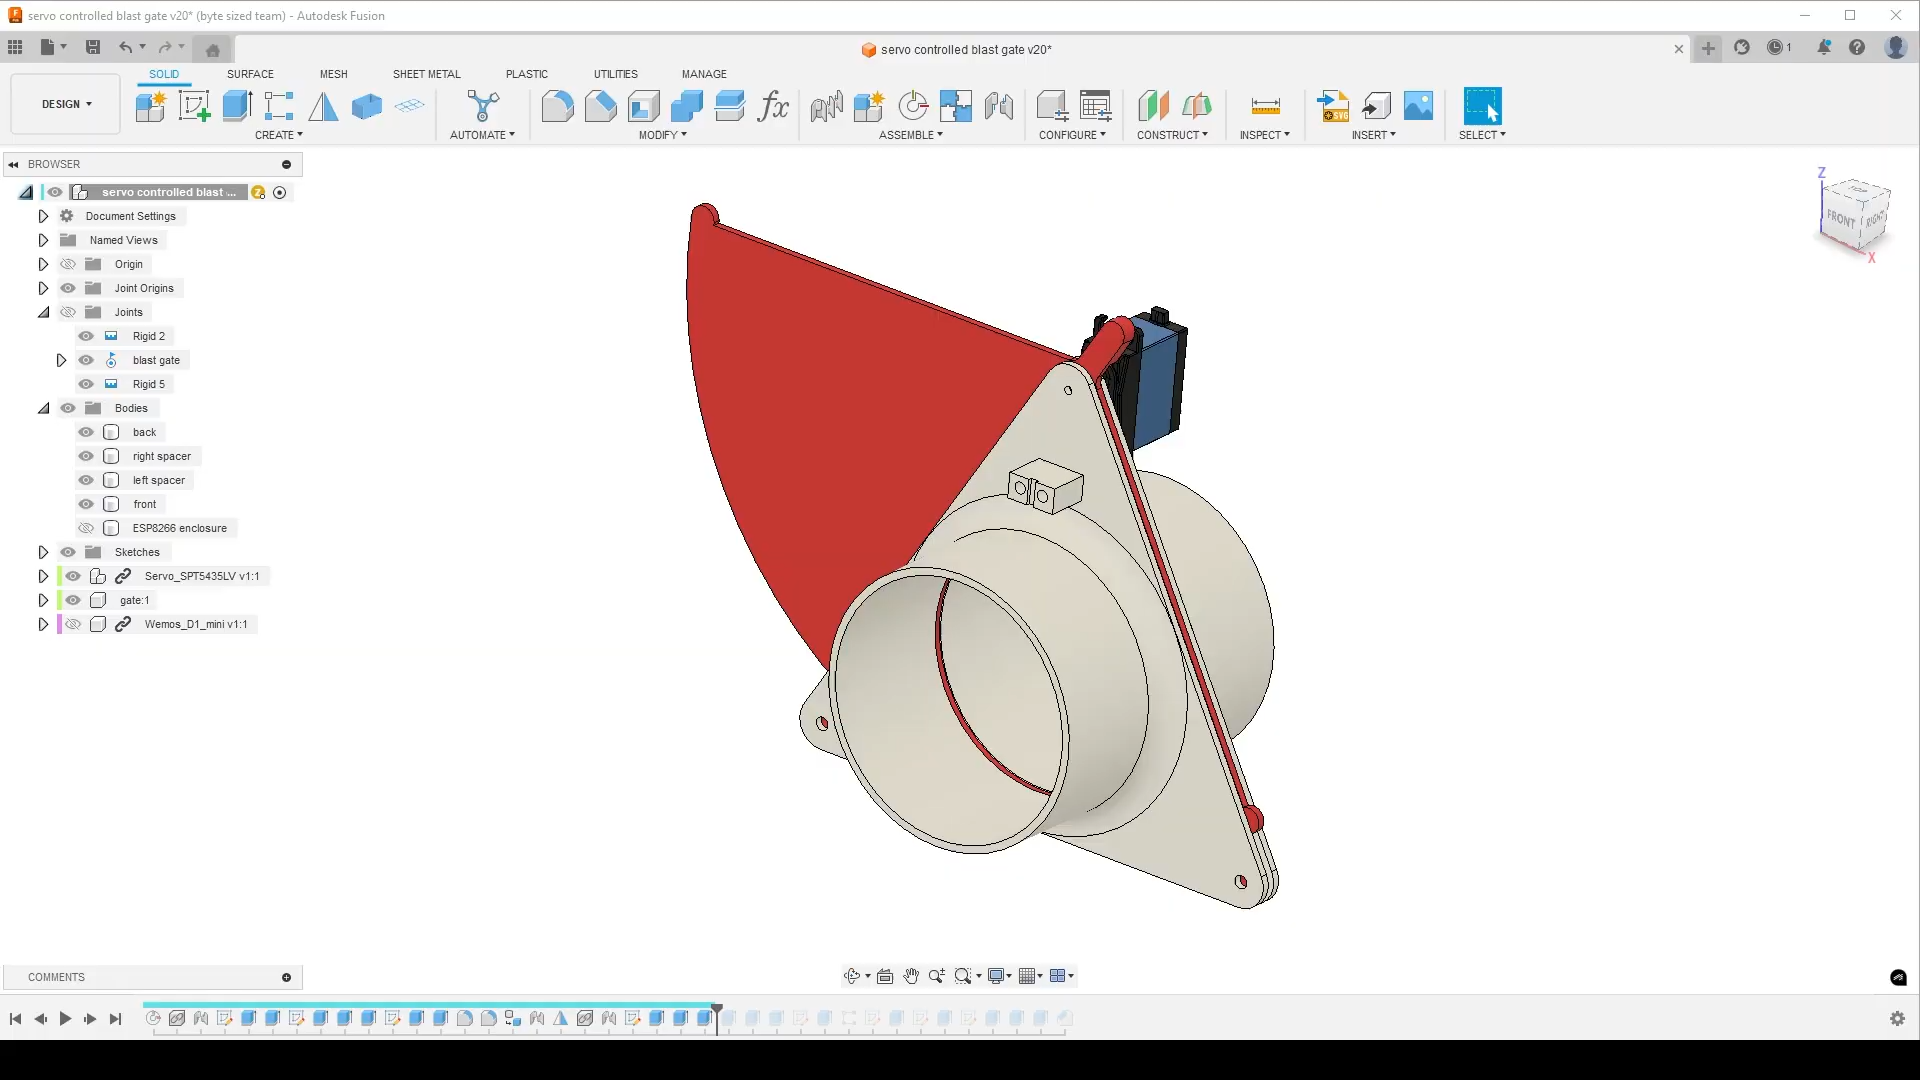 servo controlled blast gate v20* (byte sized team) - Autodesk Fusion
servo controlled blast gate v20*
1
DESIGN
SOLID SURFACE MESH SHEET METAL PLASTIC UTILITIES MANAGE
fx
SVG
CREATE AUTOMATE MODIFY ASSEMBLE CONFIGURE CONSTRUCT INSPECT INSERT SELECT
BROWSER
servo controlled blast ...
Document Settings
Named Views
Origin
Joint Origins
Joints
Rigid 2
blast gate
Rigid 5
Bodies
back
right spacer
left spacer
front
ESP8266 enclosure
Sketches
Servo_SPT5435LV v1:1
gate:1
Wemos_D1_mini v1:1
Z
FRONT
RIGHT
X
COMMENTS